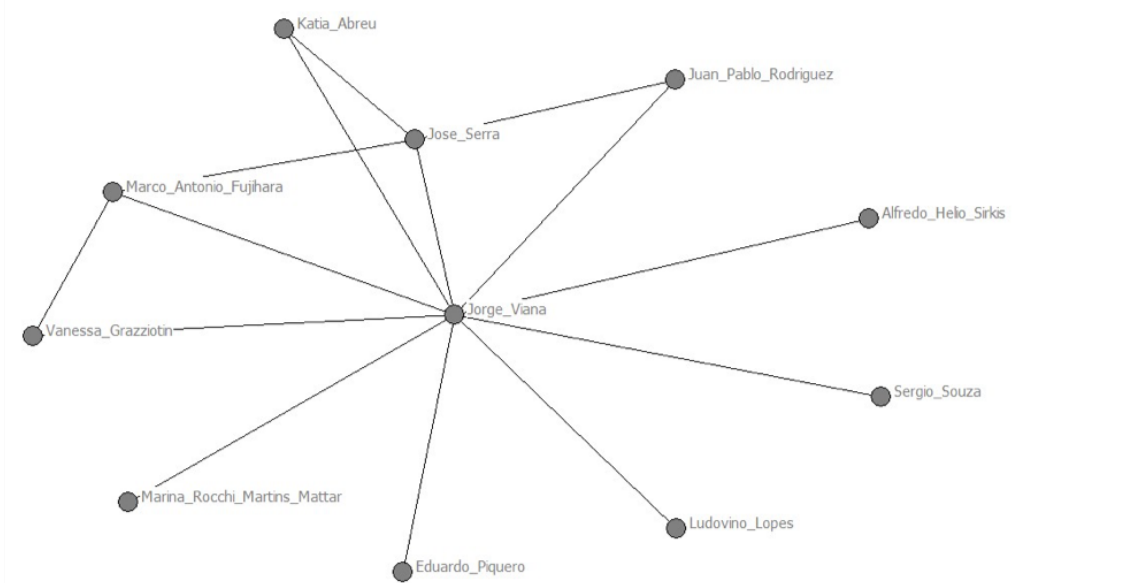 Katia_Abreu
Juan_Pablo_Rodriguez
Jose_Serra
Marco_Antonio_Fujihara
Alfredo_Helio_Sirkis
Jorge_Viana
Vanessa_Grazziotin
Sergio_Souza
Marina_Rocchi_Martins_Mattar
Ludovino_Lopes
Eduardo_Piquero